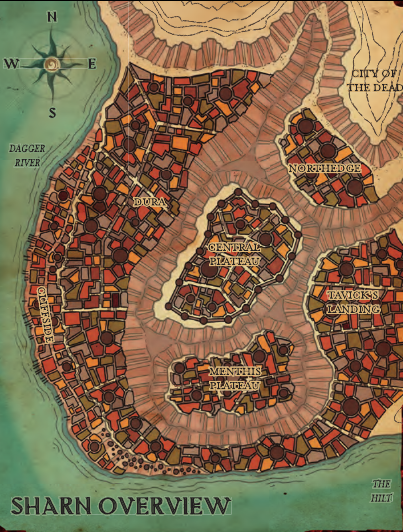 N
W E
S
CITY OF
THE DEAD
DAGGER
RIVER
NORTHEDGE
DURA
CENTRAL
PLATEAU
CLIFFSIDE
TAVICK'S
LANDING
MENTHIS
PLATEAU
THE
HILT
SHARN OVERVIEW